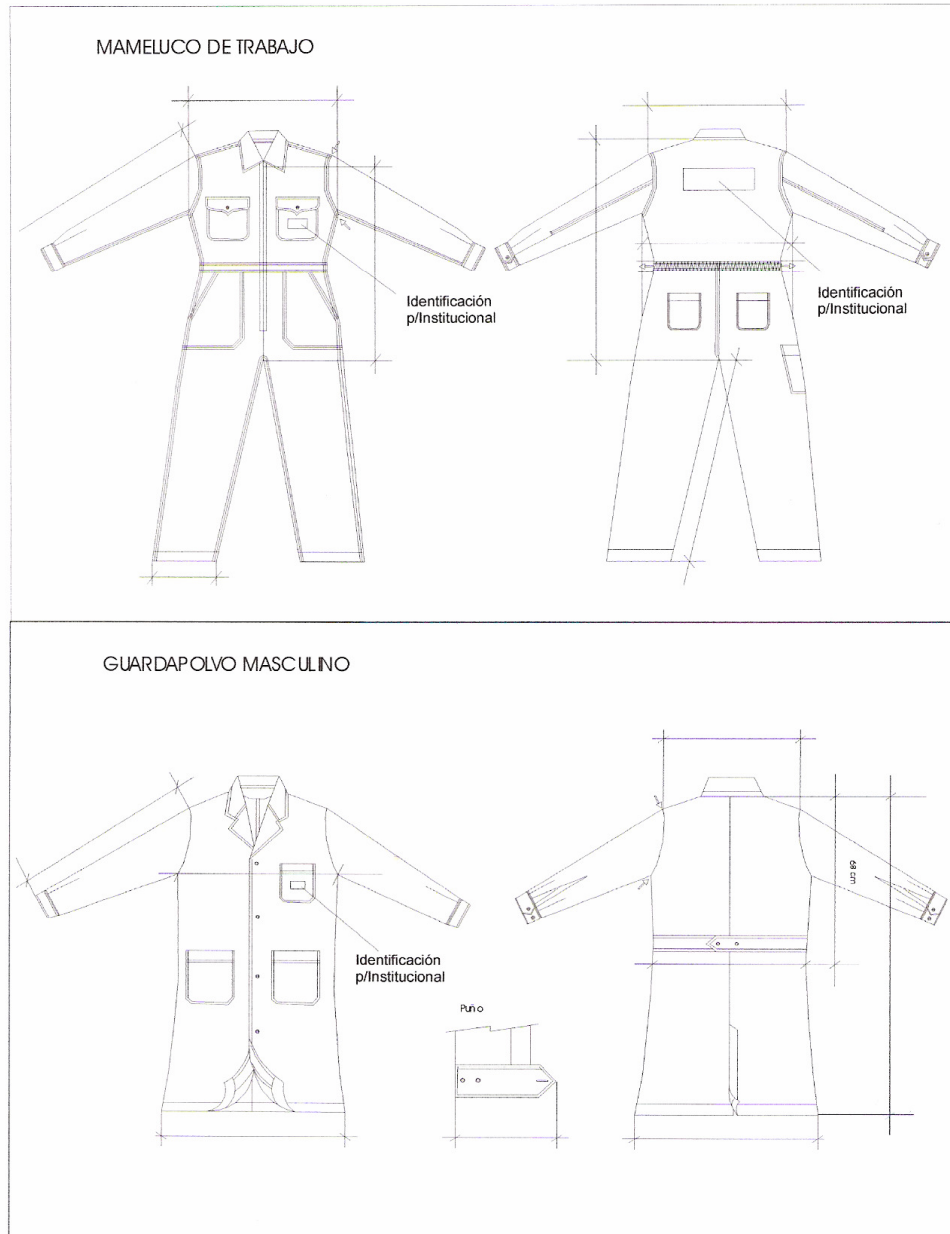 MAMELUCO DE TRABAJO
Identificación
p/Institucional
Identificación
p/Institucional
GUARDAPOLVO MASCULINO
68 cm
Identificación
p/Institucional
Puño